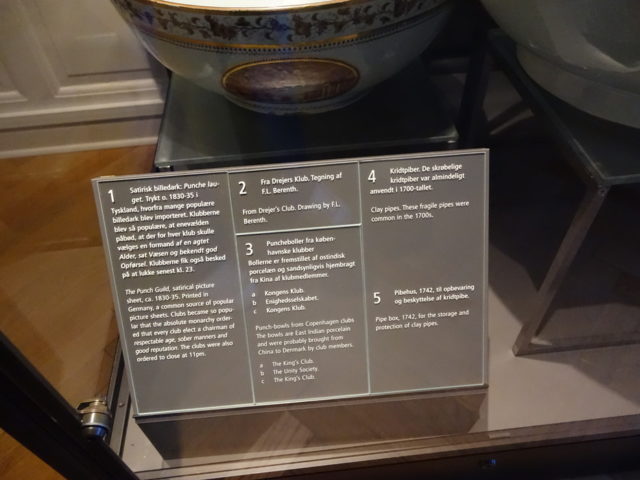 1
Satirisk billedark: Punche lau-
get. Trykt o. 1830-35 i
Tyskland, hvorfra mange populære
billedark blev importeret. Klubberne
blev så populære, at enevælden
påbød, at der for hver klub skulle
vælges en formand af en agtet
Alder, sat Væsen og bekendt god
Opførsel. Klubberne fik også besked
på at lukke senest kl. 23.
The Punch Guild, satirical picture
sheet, ca. 1830-35. Printed in
Germany, a common source of popular
picture sheets. Clubs became so popu-
lar that the absolute monarchy order-
ed that every club elect a chairman of
respectable age, sober manners and
good reputation. The clubs were also
ordered to close at 11pm.
2
Fra Drejers Klub. Tegning af
F.L. Berenth.
From Drejer's Club. Drawing by F.L.
Berenth.
3
Puncheboller fra køben-
havnske klubber
Bollerne er fremstillet af ostindisk
porcelæn og sandsynligvis hjembragt
fra Kina af klubmedlemmer.
a Kongens Klub.
b Enighedsselskabet.
c Kongens Klub.
Punch-bowls from Copenhagen clubs
The bowls are East Indian porcelain
and were probably brought from
China to Denmark by club members.
a The King's Club.
b The Unity Society.
c The King's Club.
4
Kridtpiber. De skrøbelige
kridtpiber var almindeligt
anvendt i 1700-tallet.
Clay pipes. These fragile pipes were
common in the 1700s.
5
Pibehus, 1742, til opbevaring
og beskyttelse af kridtpibe.
Pipe box, 1742, for the storage and
protection of clay pipes.